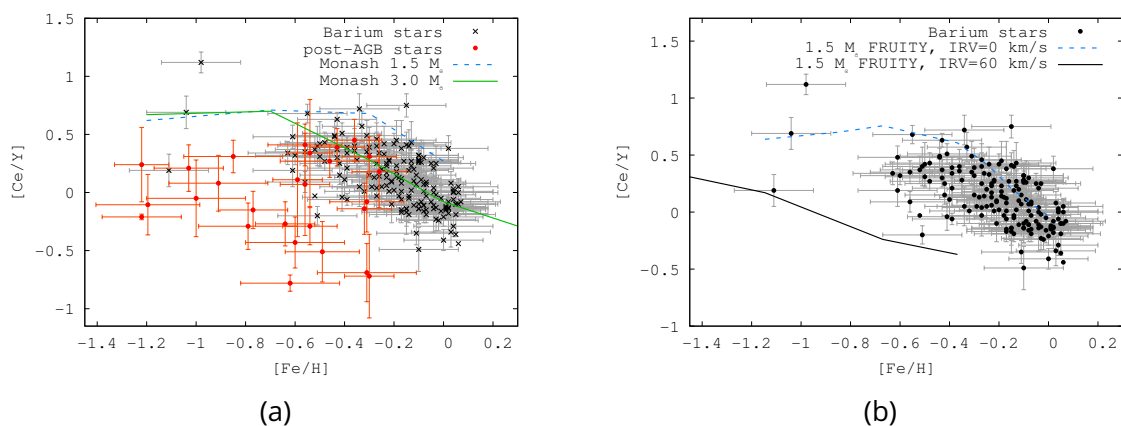 1.5
1
0.5
0
-0.5
-1
[Ce/Y]
Barium stars
post-AGB stars
Monash 1.5 M
Monash 3.0 M
-1.4 -1.2 -1 -0.8 -0.6 -0.4 -0.2 0 0.2
[Fe/H]
(a)
1.5
1
0.5
0
-0.5
-1
[Ce/Y]
Barium stars
1.5 M FRUITY, IRV=0 km/s
1.5 M FRUITY, IRV=60 km/s
-1.4 -1.2 -1 -0.8 -0.6 -0.4 -0.2 0 0.2
[Fe/H]
(b)